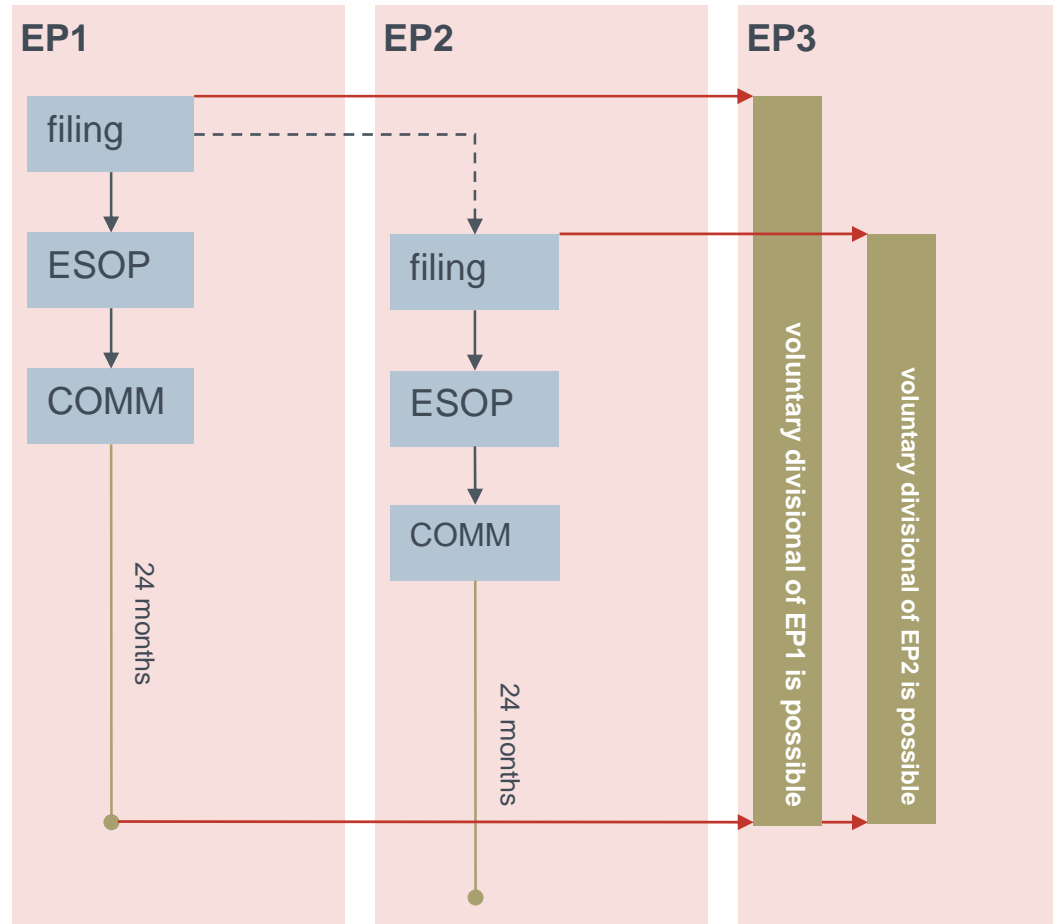 EP1
filing
ESOP
COMM
24 months
EP2
filing
ESOP
COMM
24 months
EP3
voluntary divisional of EP1 is possible
voluntary divisional of EP2 is possible